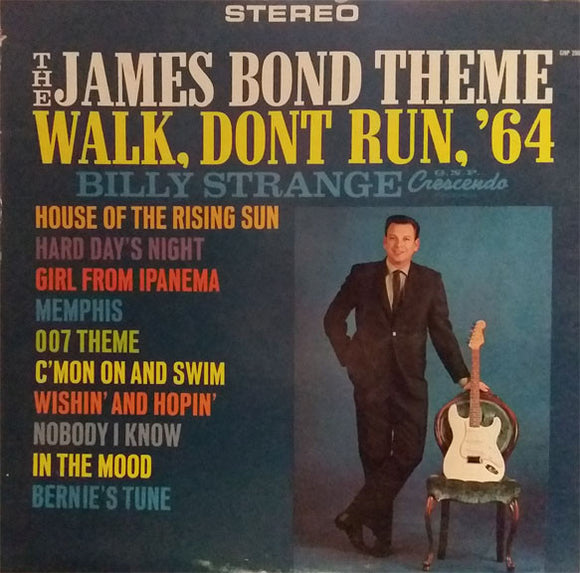 STEREO
GNP
THE JAMES BOND THEME
WALK, DONT RUN, '64
BILLY STRANGE G.N.P. Crescendo
HOUSE OF THE RISING SUN
HARD DAY'S NIGHT
GIRL FROM IPANEMA
MEMPHIS
007 THEME
C'MON ON AND SWIM
WISHIN' AND HOPIN'
NOBODY I KNOW
IN THE MOOD
BERNIE'S TUNE